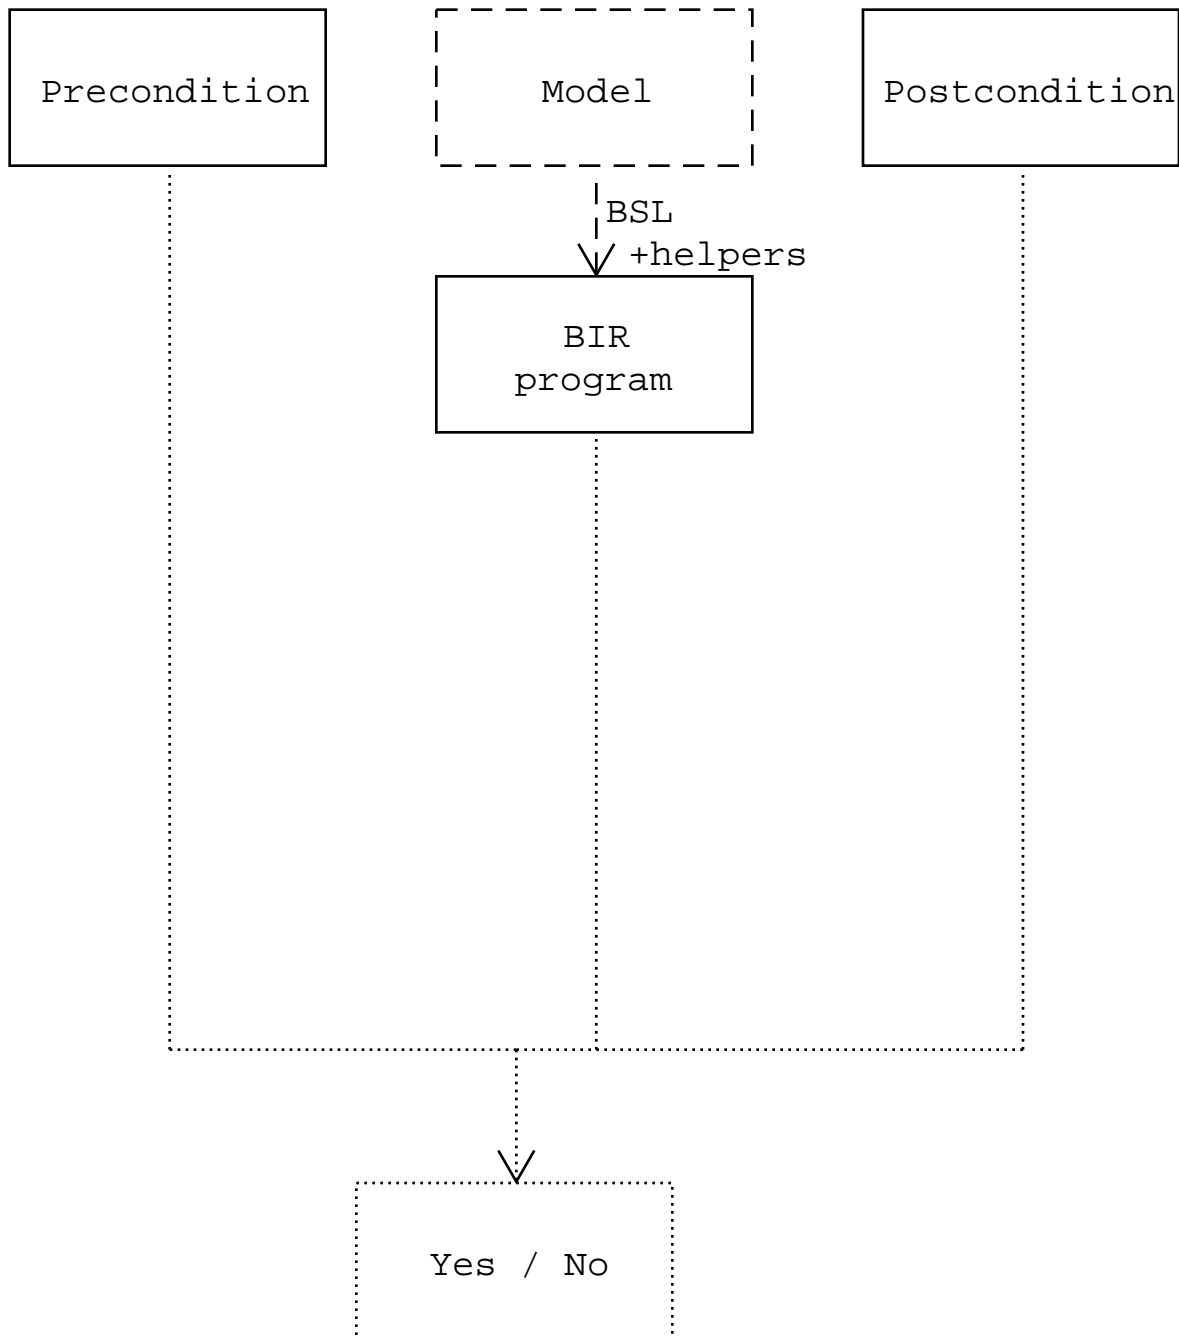 Precondition
Model
Postcondition
BSL
+helpers
BIR
program
Yes / No